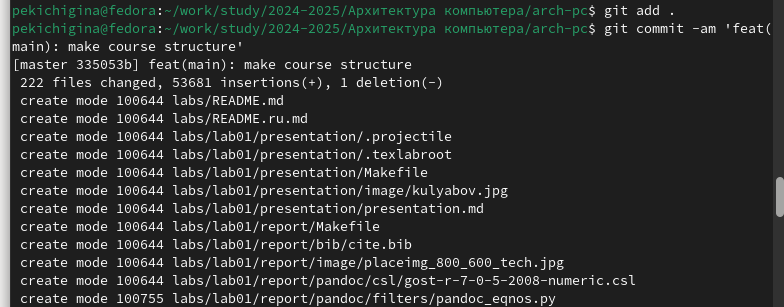 pekichigina@fedora:~/work/study/2024-2025/Архитектура компьютера/arch-pc$ git add .
pekichigina@fedora:~/work/study/2024-2025/Архитектура компьютера/arch-pc$ git commit -am 'feat(
main): make course structure'
[master 335053b] feat(main): make course structure
 222 files changed, 53681 insertions(+), 1 deletion(-)
 create mode 100644 labs/README.md
 create mode 100644 labs/README.ru.md
 create mode 100644 labs/lab01/presentation/.projectile
 create mode 100644 labs/lab01/presentation/.texlabroot
 create mode 100644 labs/lab01/presentation/Makefile
 create mode 100644 labs/lab01/presentation/image/kulyabov.jpg
 create mode 100644 labs/lab01/presentation/presentation.md
 create mode 100644 labs/lab01/report/Makefile
 create mode 100644 labs/lab01/report/bib/cite.bib
 create mode 100644 labs/lab01/report/image/placeimg_800_600_tech.jpg
 create mode 100644 labs/lab01/report/pandoc/csl/gost-r-7-0-5-2008-numeric.csl
 create mode 100755 labs/lab01/report/pandoc/filters/pandoc_eqnos.py